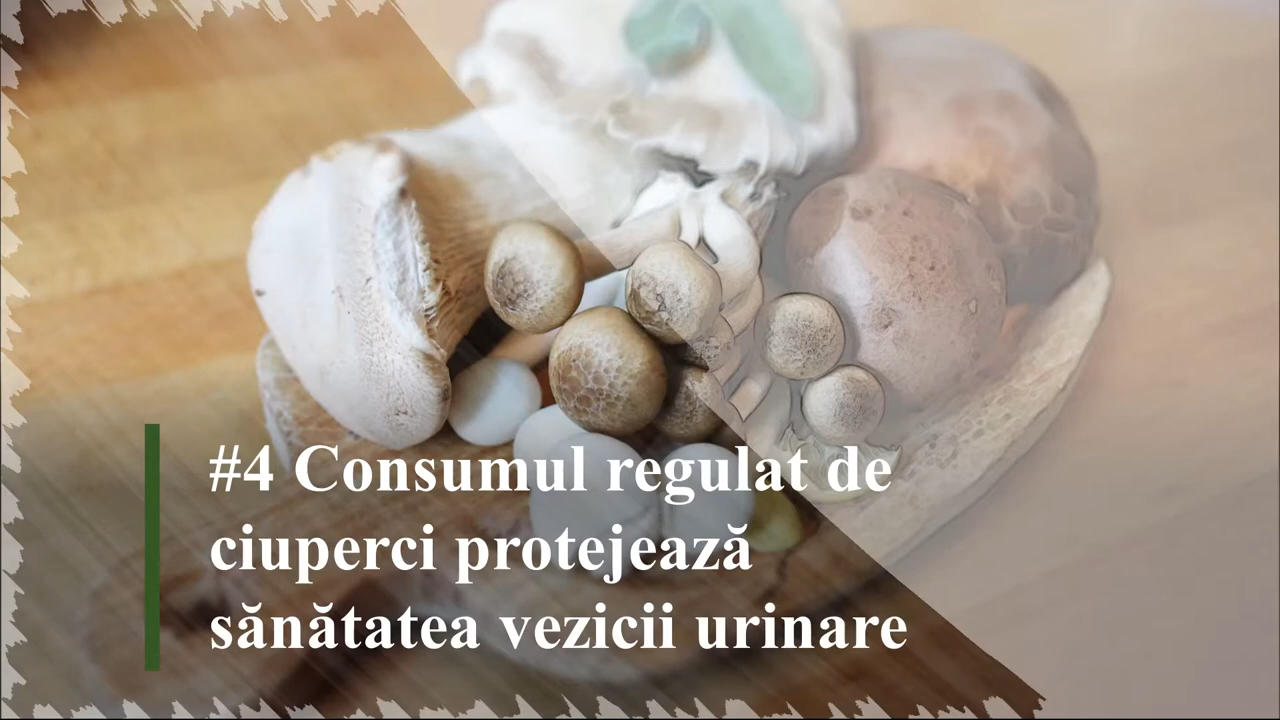 #4 Consumul regulat de
ciuperci protejează
sănătatea vezicii urinare